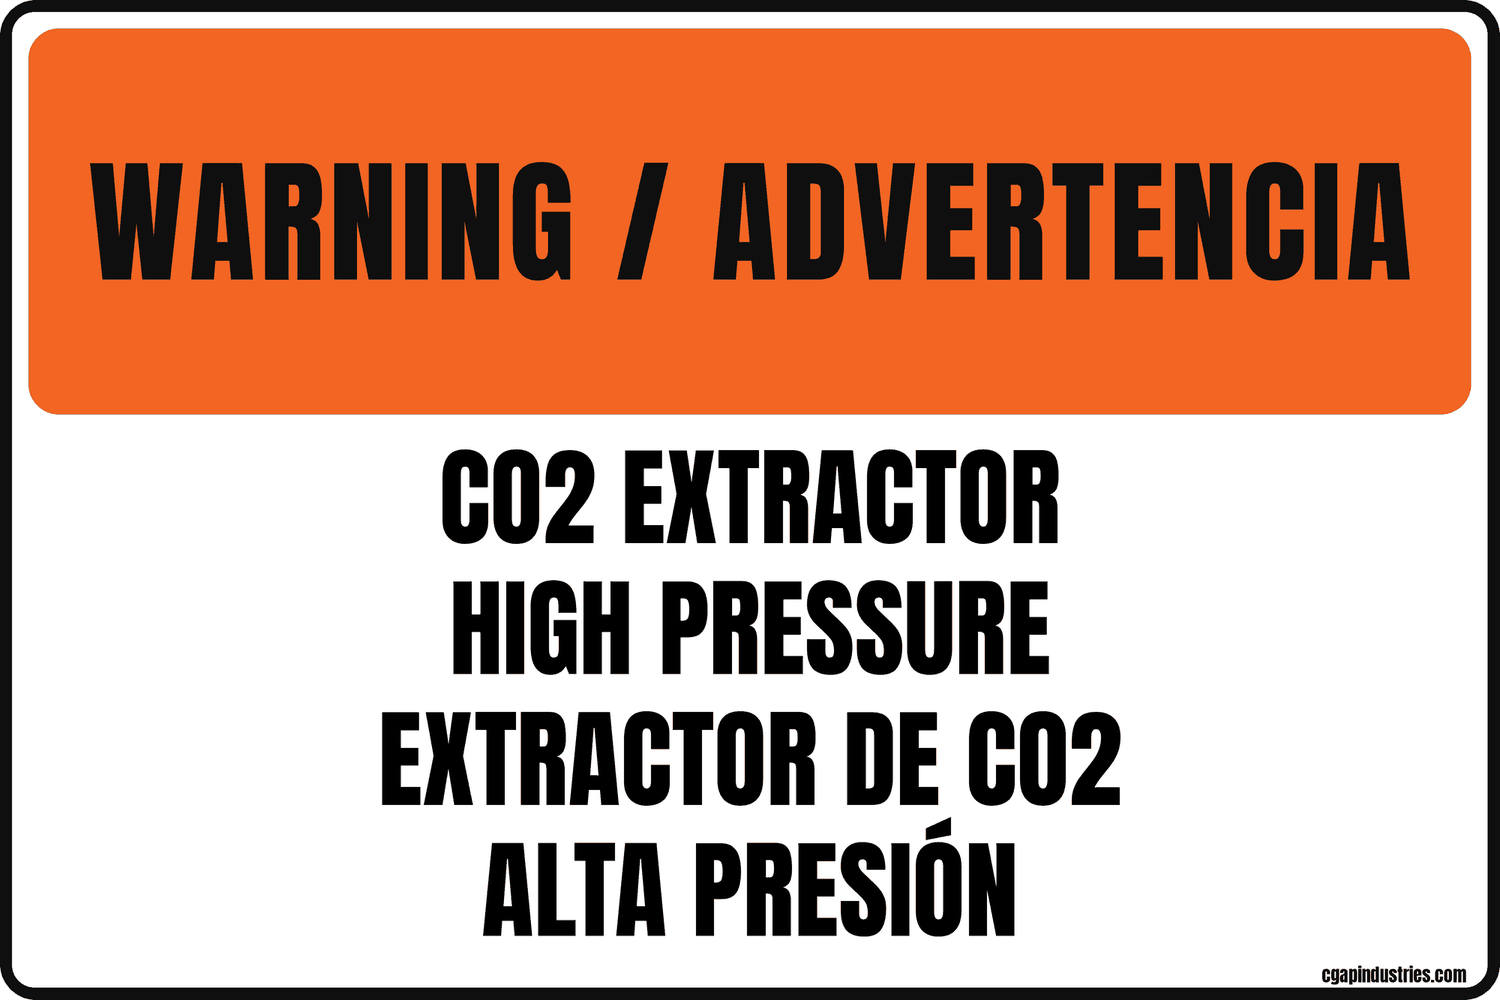 WARNING / ADVERTENCIA
CO2 EXTRACTOR
HIGH PRESSURE
EXTRACTOR DE CO2
ALTA PRESIÓN
cgapindustries.com